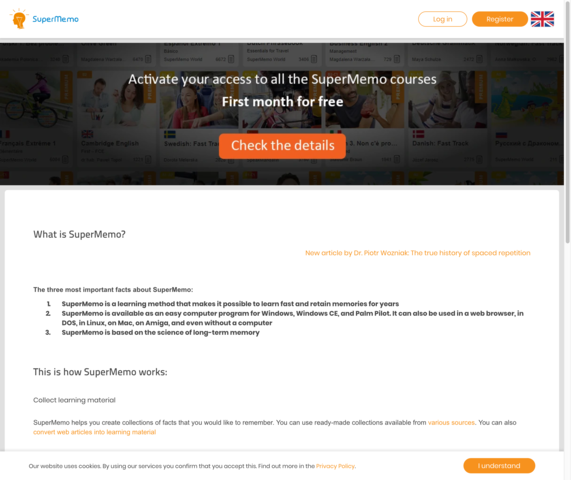 SuperMemo
Log in
Register
Activate your access to all the SuperMemo courses
First month for free
Check the details
What is SuperMemo?
New article by Dr. Piotr Wozniak: The true history of spaced repetition
The three most important facts about SuperMemo:
1. SuperMemo is a learning method that makes it possible to learn fast and retain memories for years
2. SuperMemo is available as an easy computer program for Windows, Windows CE, and Palm Pilot. It can also be used in a web browser, in
DOS, in Linux, on Mac, on Amiga, and even without a computer
3. SuperMemo is based on the science of long-term memory
This is how SuperMemo works:
Collect learning material
SuperMemo helps you create collections of facts that you would like to remember. You can use ready-made collections available from various sources. You can also
convert web articles into learning material
Our website uses cookies. By using our services you confirm that you accept this. Find out more in the Privacy Policy.
I understand